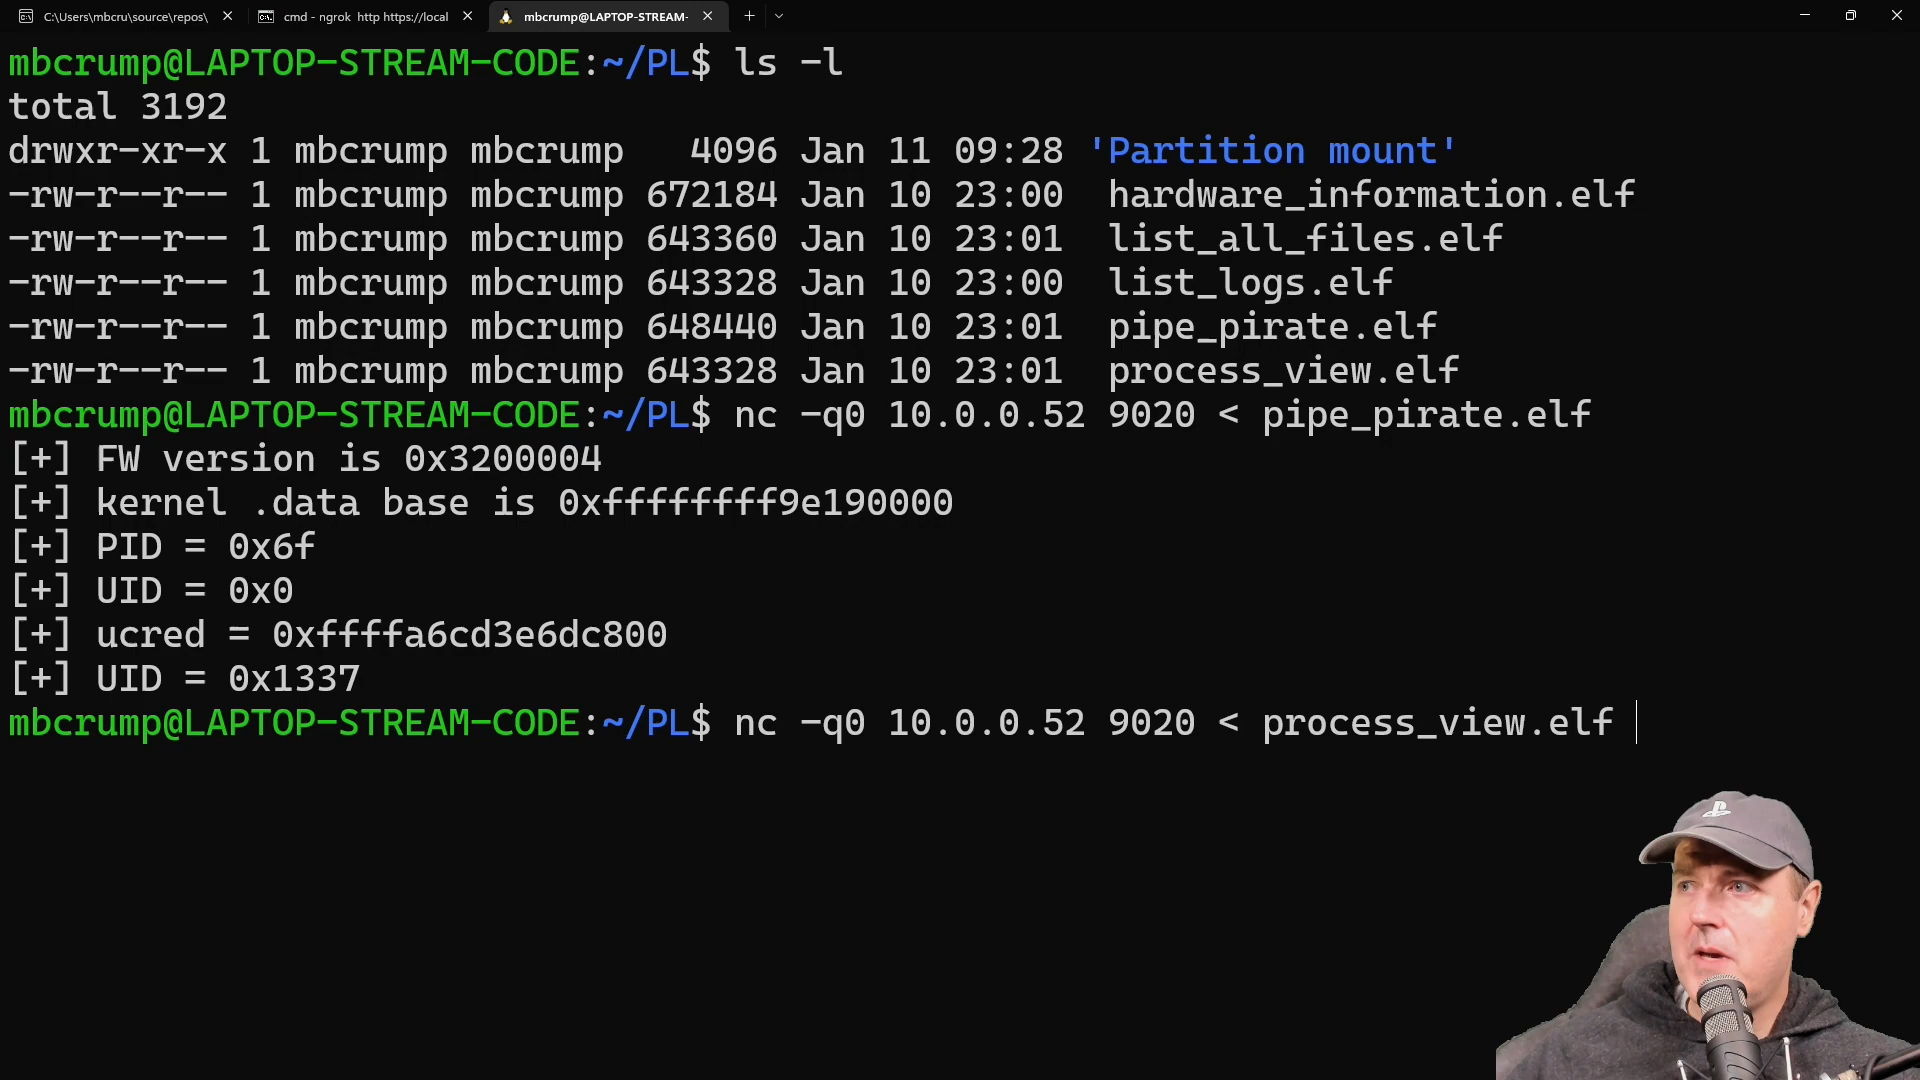 C:\Users\mbcru\source\repos\
cmd - ngrok  http https://local
mbcrump@LAPTOP-STREAM-
mbcrump@LAPTOP-STREAM-CODE:~/PL$ ls -l
total 3192
drwxr-xr-x 1 mbcrump mbcrump   4096 Jan 11 09:28 'Partition mount'
-rw-r--r-- 1 mbcrump mbcrump 672184 Jan 10 23:00  hardware_information.elf
-rw-r--r-- 1 mbcrump mbcrump 643360 Jan 10 23:01  list_all_files.elf
-rw-r--r-- 1 mbcrump mbcrump 643328 Jan 10 23:00  list_logs.elf
-rw-r--r-- 1 mbcrump mbcrump 648440 Jan 10 23:01  pipe_pirate.elf
-rw-r--r-- 1 mbcrump mbcrump 643328 Jan 10 23:01  process_view.elf
mbcrump@LAPTOP-STREAM-CODE:~/PL$ nc -q0 10.0.0.52 9020 < pipe_pirate.elf
[+] FW version is 0x3200004
[+] kernel .data base is 0xffffffff9e190000
[+] PID = 0x6f
[+] UID = 0x0
[+] ucred = 0xffffa6cd3e6dc800
[+] UID = 0x1337
mbcrump@LAPTOP-STREAM-CODE:~/PL$ nc -q0 10.0.0.52 9020 < process_view.elf